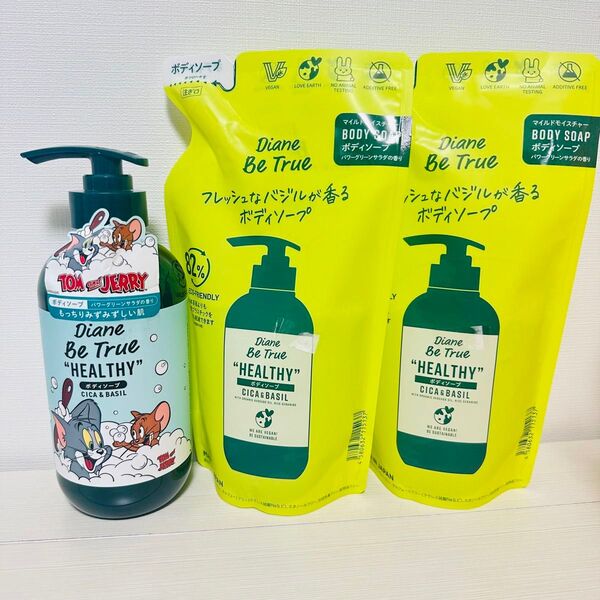 TOM AND JERRY
ボディソープ
パワーグリーンサラダの香り
もっちりみずみずしい肌
Diane
Be True
"HEALTHY"
ボディソープ
CICA & BASIL
TOM AND JERRY
ボディソープ
注ぎ口
VEGAN
LOVE EARTH
NO ANIMAL TESTING
ADDITIVE FREE
マイルドモイスチャー
BODY SOAP
ボディソープ
パワーグリーンサラダの香り
Diane
Be True
フレッシュなバジルが香る
ボディソープ
82%
Diane
Be True
"HEALTHY"
ボディソープ
CICA & BASIL
WE ARE VEGAN!
BE SUSTAINABLE
VEGAN
LOVE EARTH
NO ANIMAL TESTING
ADDITIVE FREE
マイルドモイスチャー
BODY SOAP
ボディソープ
パワーグリーンサラダの香り
Diane
Be True
フレッシュなバジルが香る
ボディソープ
Diane
Be True
"HEALTHY"
ボディソープ
CICA & BASIL
WE ARE VEGAN!
BE SUSTAINABLE
JAPAN